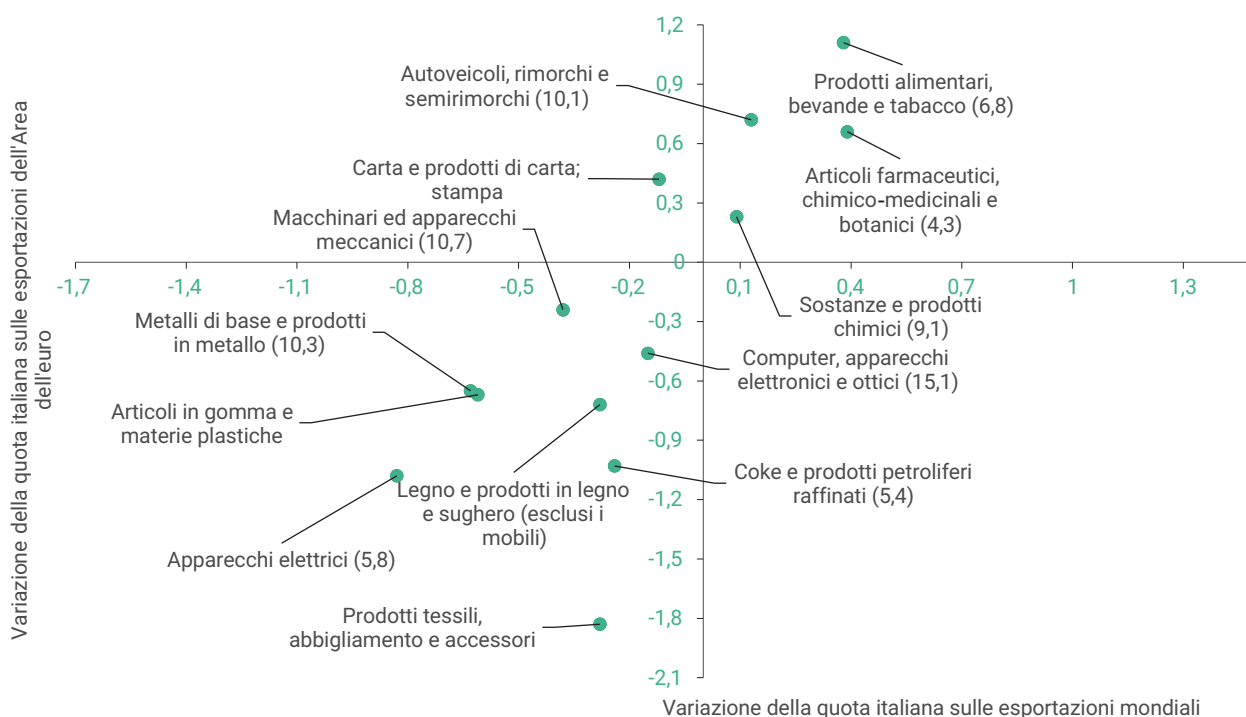 Variazione della quota italiana sulle esportazioni dell'Area
dell'euro
1,2
0,9
0,6
0,3
0
-0,3
-0,6
-0,9
-1,2
-1,5
-1,8
-2,1
-1,7
-1,4
-1,1
-0,8
-0,5
-0,2
0,1
0,4
0,7
1
1,3
Autoveicoli, rimorchi e
semirimorchi (10,1)
Prodotti alimentari,
bevande e tabacco (6,8)
Carta e prodotti di carta;
stampa
Articoli farmaceutici,
chimico-medicinali e
botanici (4,3)
Macchinari ed apparecchi
meccanici (10,7)
Sostanze e prodotti
chimici (9,1)
Metalli di base e prodotti
in metallo (10,3)
Computer, apparecchi
elettronici e ottici (15,1)
Articoli in gomma e
materie plastiche
Coke e prodotti petroliferi
raffinati (5,4)
Legno e prodotti in legno
e sughero (esclusi i
mobili)
Apparecchi elettrici (5,8)
Prodotti tessili,
abbigliamento e accessori
Variazione della quota italiana sulle esportazioni mondiali